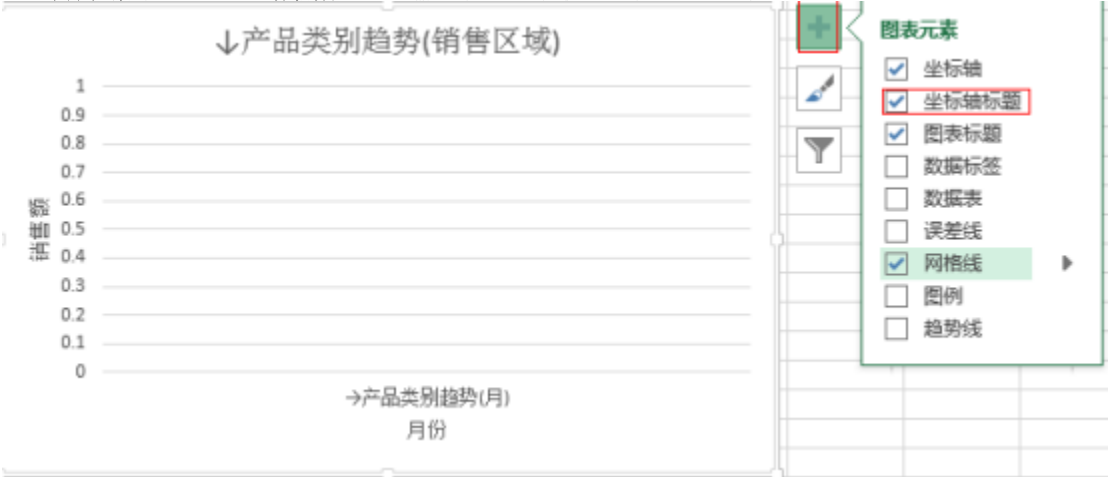 ↓产品类别趋势(销售区域)
1
0.9
0.8
0.7
0.6
0.5
0.4
0.3
0.2
0.1
0
销售额
→产品类别趋势(月)
月份
图表元素
坐标轴
坐标轴标题
图表标题
数据标签
数据表
误差线
网格线
图例
趋势线